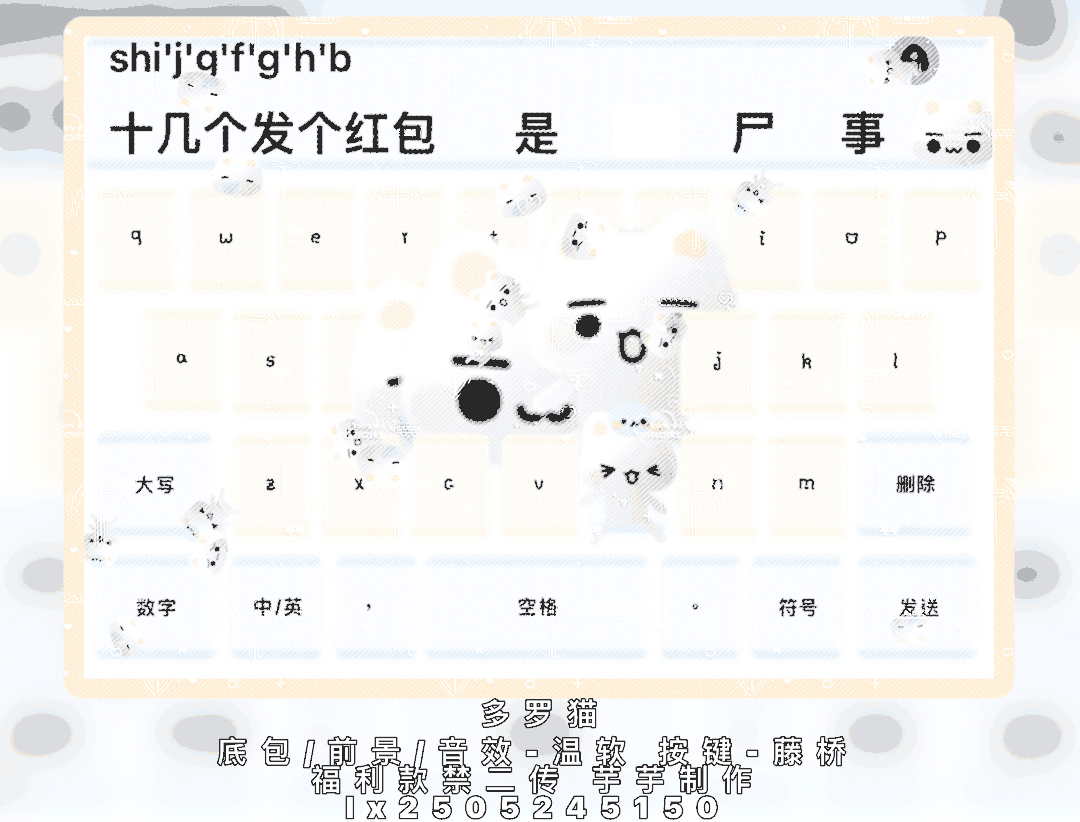 shi'j'q'f'g'h'b
十几个发个红包 是 尸 事
q w e r t i o p
a s j k l
大写 z x c v n m 删除
数字 中/英 , 空格 。 符号 发送
多罗猫
底包/前景/音效-温软 按键-藤桥
福利款禁二传 芋芋制作
lx2505245150